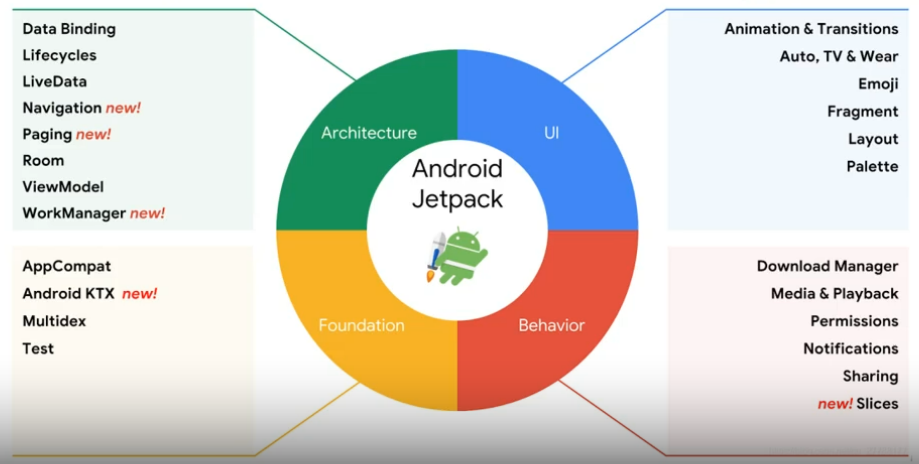 Data Binding
Lifecycles
LiveData
Navigation new!
Paging new!
Room
ViewModel
WorkManager new!
AppCompat
Android KTX new!
Multidex
Test
Architecture
UI
Android
Jetpack
Foundation
Behavior
Animation & Transitions
Auto, TV & Wear
Emoji
Fragment
Layout
Palette
Download Manager
Media & Playback
Permissions
Notifications
Sharing
new! Slices